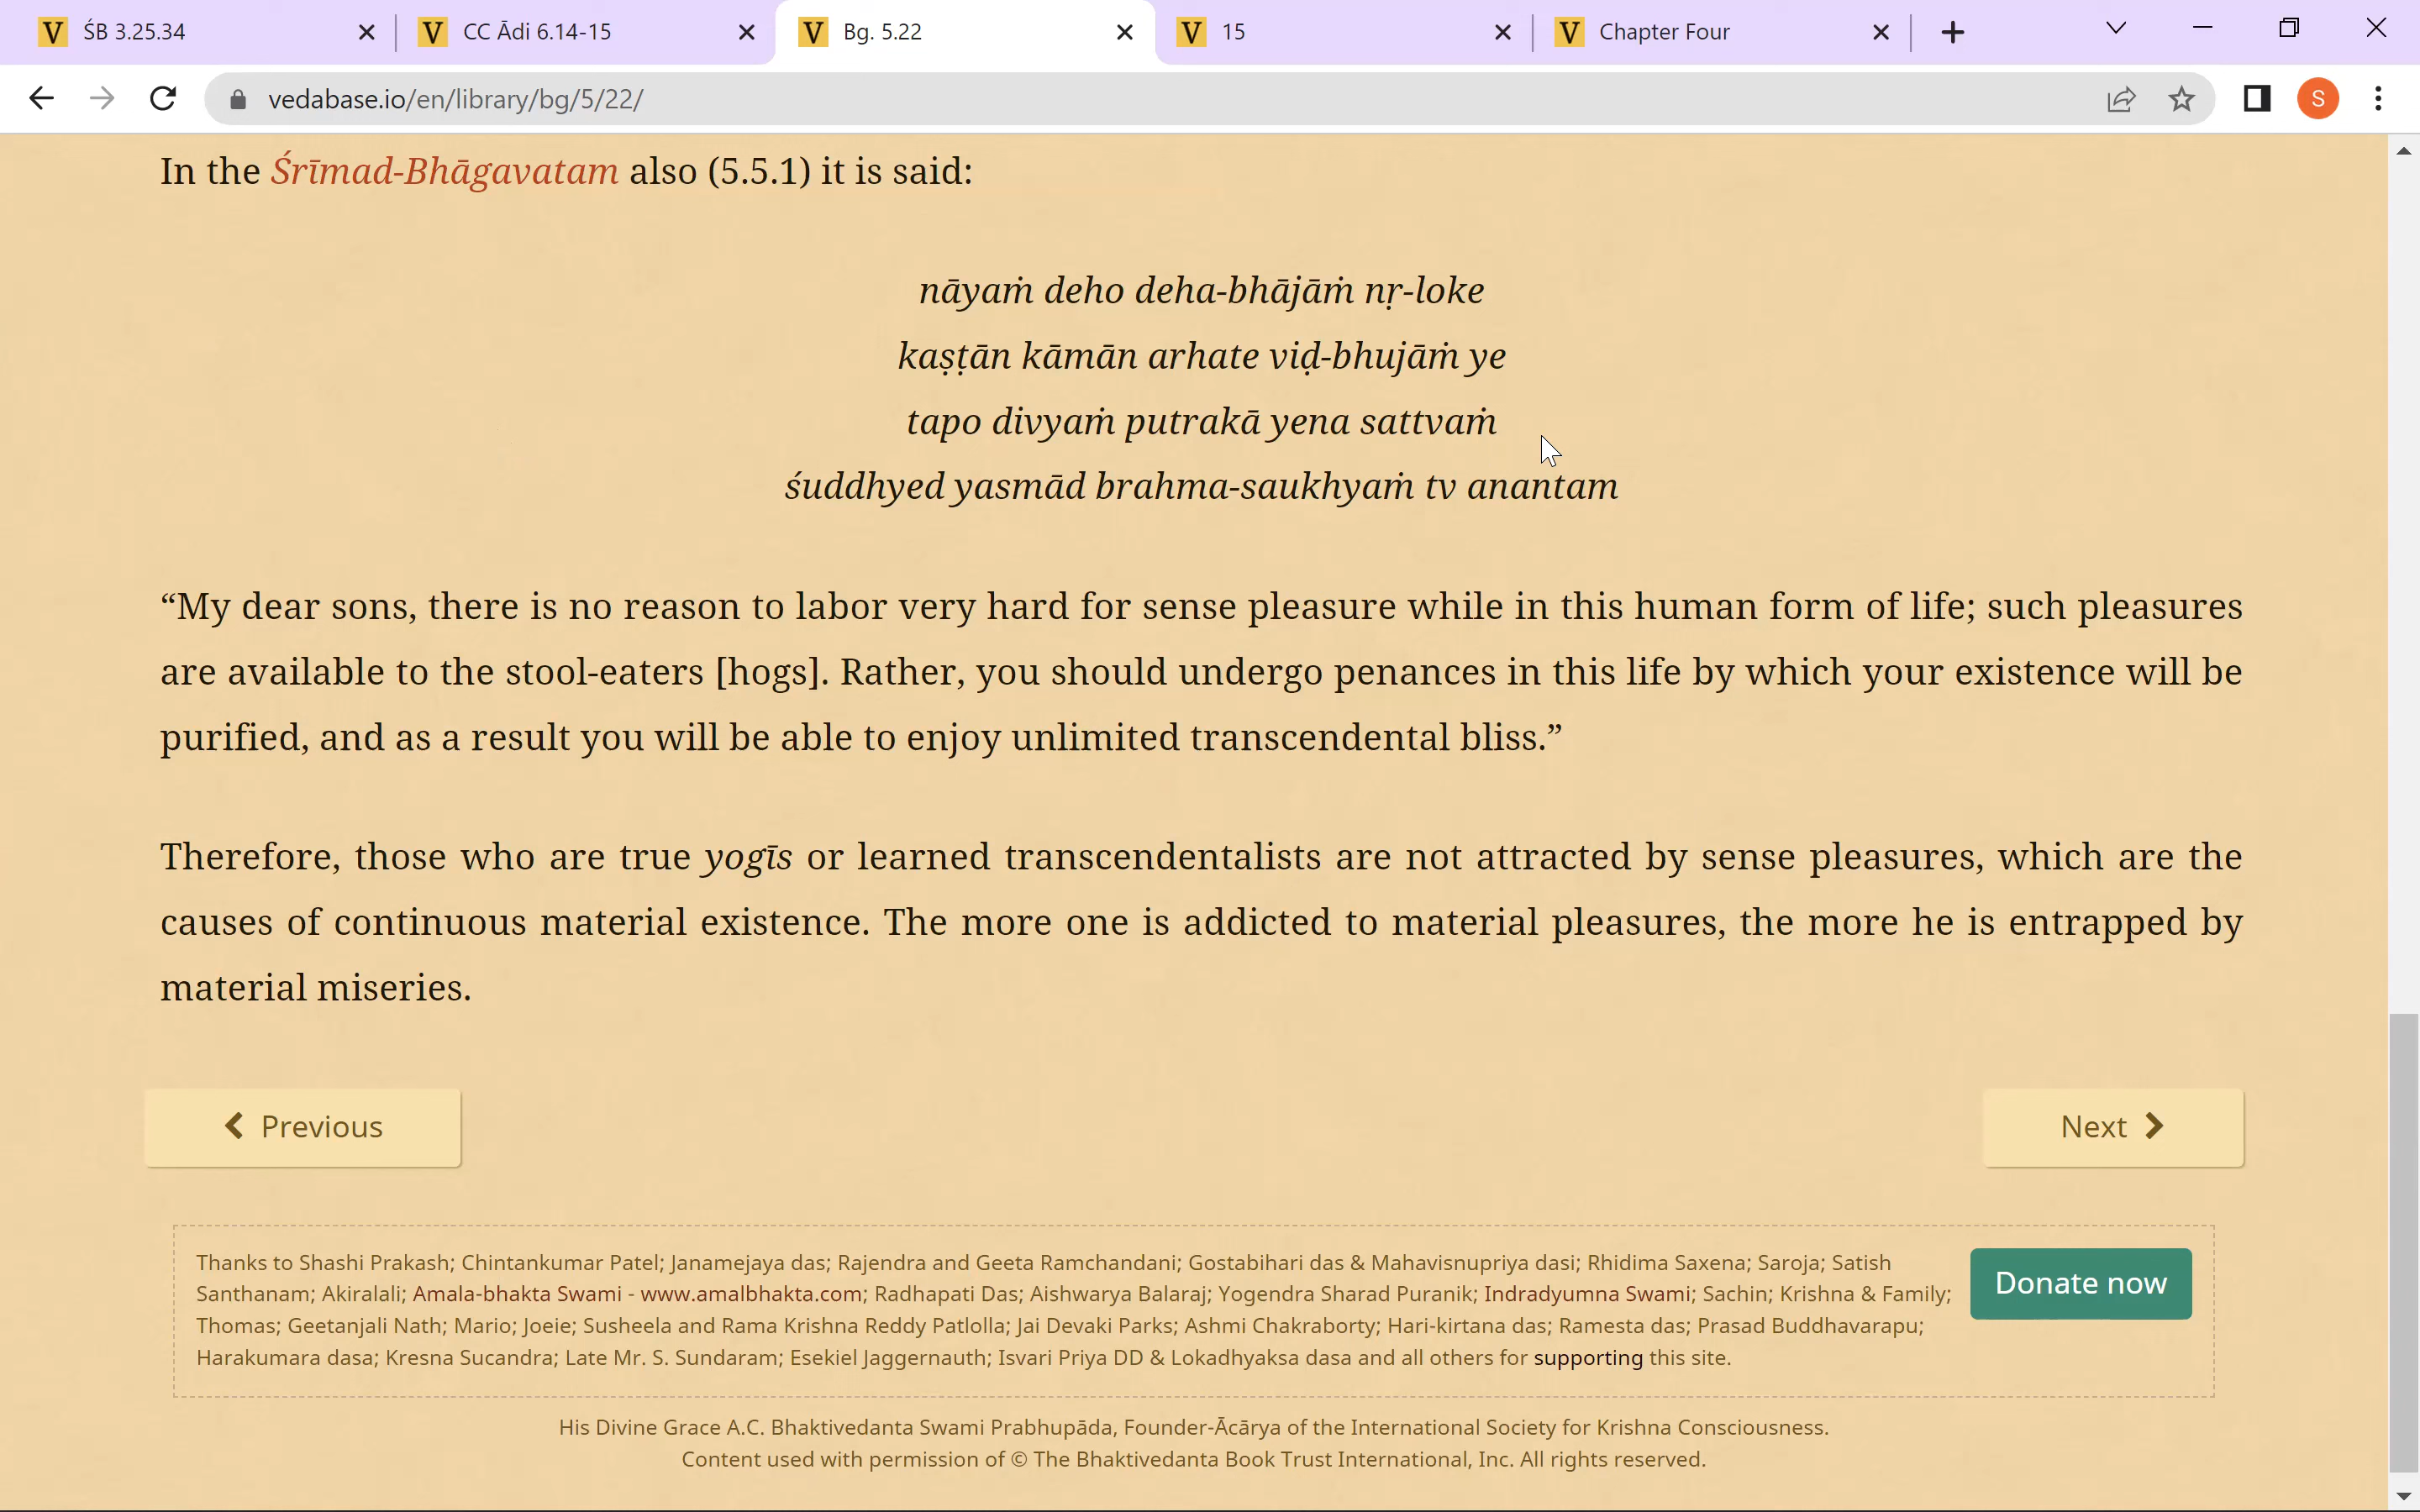 ŚB 3.25.34
CC Ādi 6.14-15
Bg. 5.22
15
Chapter Four
vedabase.io/en/library/bg/5/22/
S
In the Śrīmad-Bhāgavatam also (5.5.1) it is said:
nāyaṁ deho deha-bhājāṁ nṛ-loke
kaṣṭān kāmān arhate viḍ-bhujāṁ ye
tapo divyaṁ putrakā yena sattvaṁ
śuddhyed yasmād brahma-saukhyaṁ tv anantam
“My dear sons, there is no reason to labor very hard for sense pleasure while in this human form of life; such pleasures
are available to the stool-eaters [hogs]. Rather, you should undergo penances in this life by which your existence will be
purified, and as a result you will be able to enjoy unlimited transcendental bliss.”
Therefore, those who are true yogīs or learned transcendentalists are not attracted by sense pleasures, which are the
causes of continuous material existence. The more one is addicted to material pleasures, the more he is entrapped by
material miseries.
Previous
Next
Thanks to Shashi Prakash; Chintankumar Patel; Janamejaya das; Rajendra and Geeta Ramchandani; Gostabihari das & Mahavisnupriya dasi; Rhidima Saxena; Saroja; Satish
Santhanam; Akiralali; Amala-bhakta Swami - www.amalbhakta.com; Radhapati Das; Aishwarya Balaraj; Yogendra Sharad Puranik; Indradyumna Swami; Sachin; Krishna & Family;
Thomas; Geetanjali Nath; Mario; Joeie; Susheela and Rama Krishna Reddy Patlolla; Jai Devaki Parks; Ashmi Chakraborty; Hari-kirtana das; Ramesta das; Prasad Buddhavarapu;
Harakumara dasa; Kresna Sucandra; Late Mr. S. Sundaram; Esekiel Jaggernauth; Isvari Priya DD & Lokadhyaksa dasa and all others for supporting this site.
Donate now
His Divine Grace A.C. Bhaktivedanta Swami Prabhupāda, Founder-Ācārya of the International Society for Krishna Consciousness.
Content used with permission of © The Bhaktivedanta Book Trust International, Inc. All rights reserved.